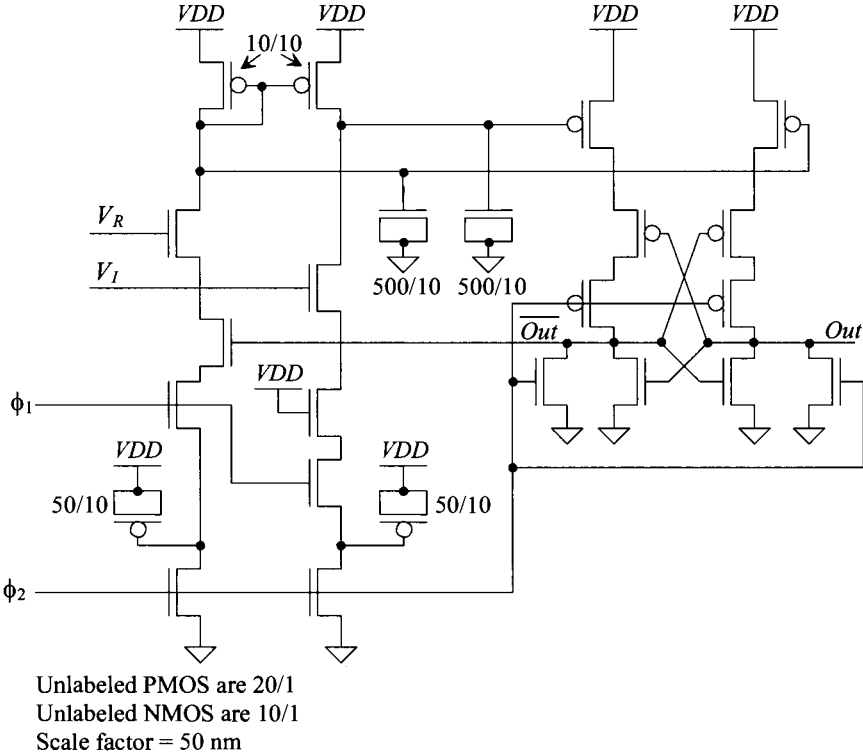 VDD VDD VDD VDD
10/10
V_R
V_I
500/10 500/10
\overline{Out} Out
VDD
ϕ₁
VDD VDD
50/10 50/10
ϕ₂
Unlabeled PMOS are 20/1
Unlabeled NMOS are 10/1
Scale factor = 50 nm